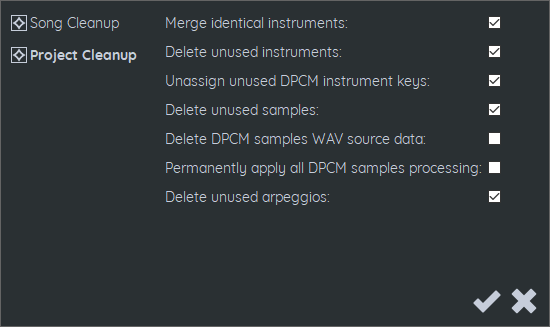 Song Cleanup
Project Cleanup
Merge identical instruments:
Delete unused instruments:
Unassign unused DPCM instrument keys:
Delete unused samples:
Delete DPCM samples WAV source data:
Permanently apply all DPCM samples processing:
Delete unused arpeggios: